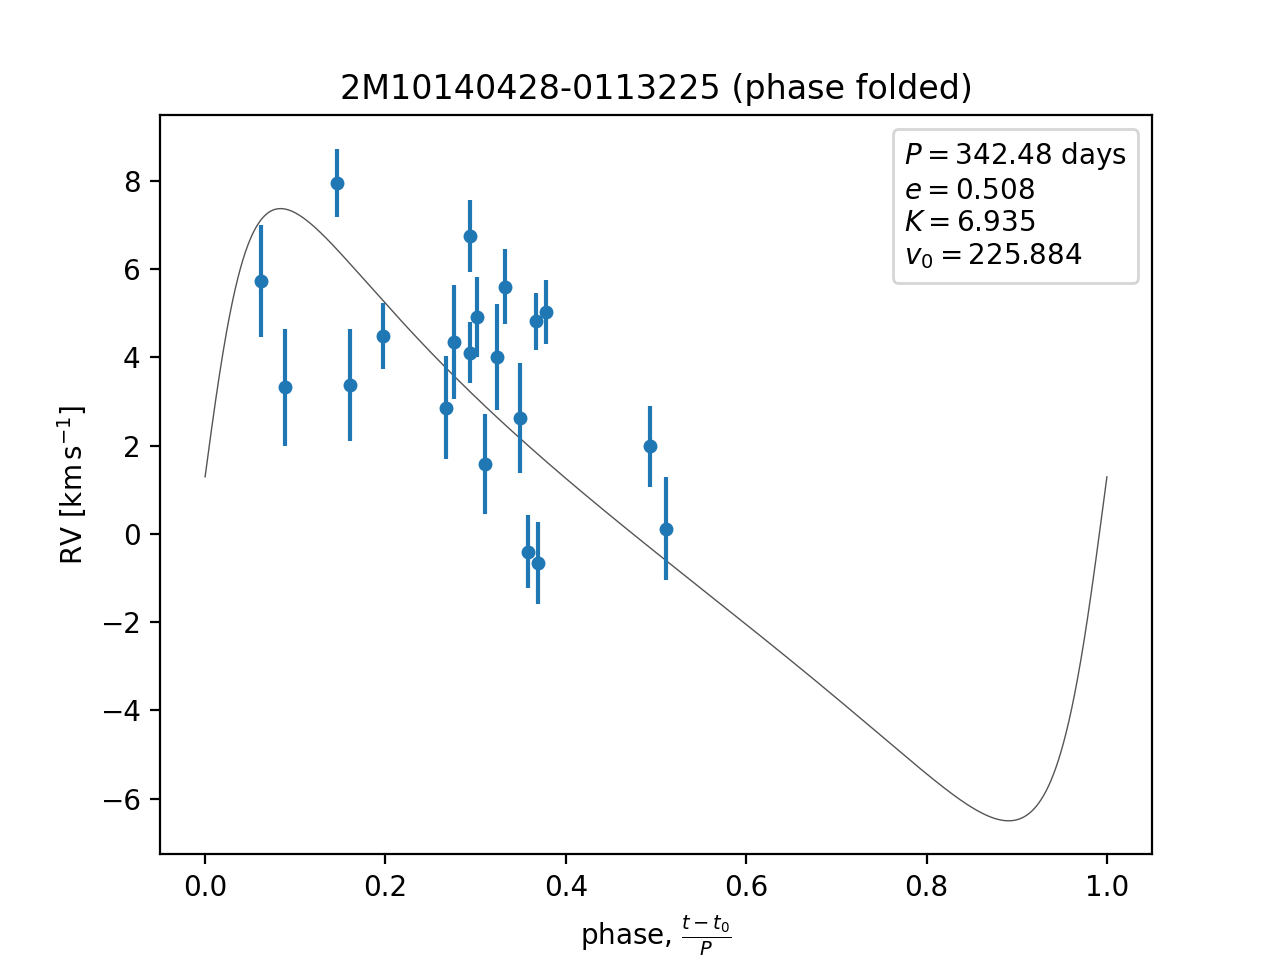 2M10140428-0113225 (phase folded)
P = 342.48 days
e = 0.508
K = 6.935
v₀ = 225.884
RV [km s⁻¹]
8
6
4
2
0
−2
−4
−6
0.0 0.2 0.4 0.6 0.8 1.0
phase, (t − t₀)/P